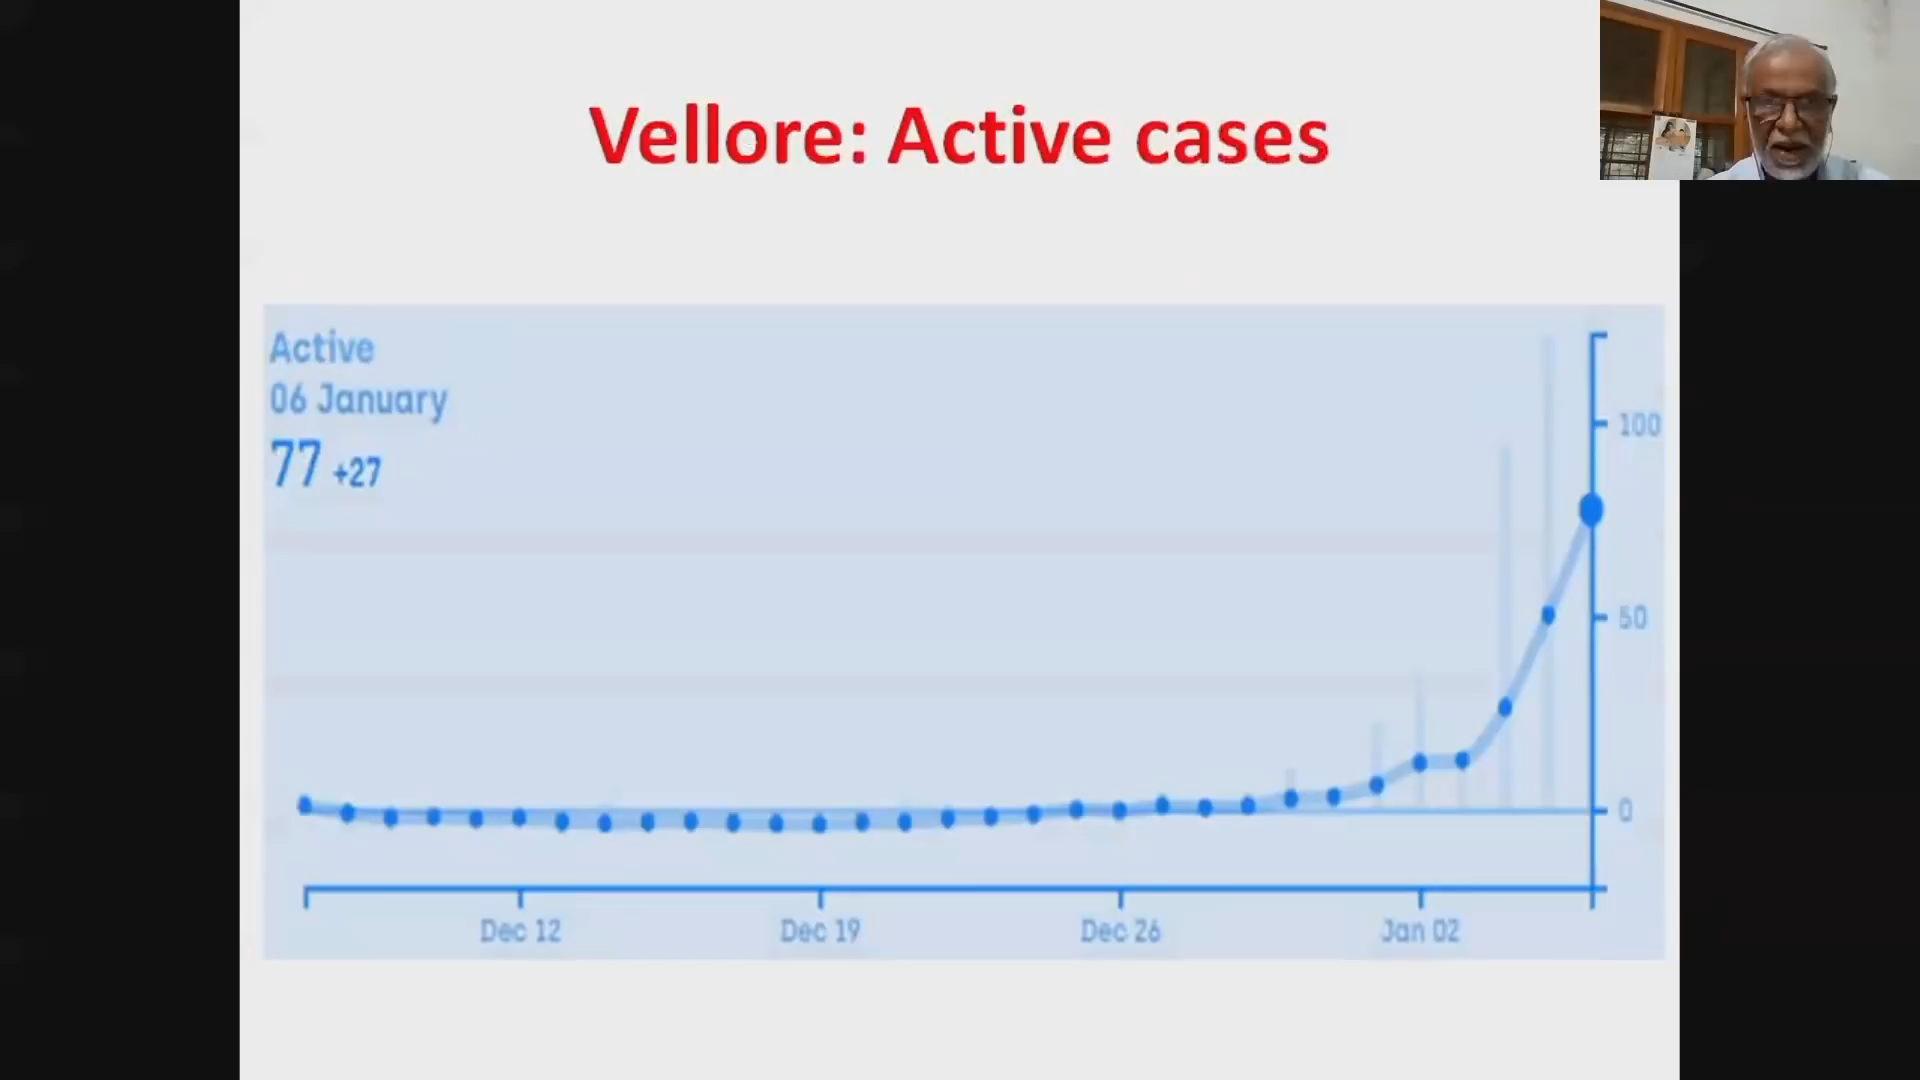 Vellore: Active cases
Active
06 January
77 +27
100
50
0
Dec 12 Dec 19 Dec 26 Jan 02